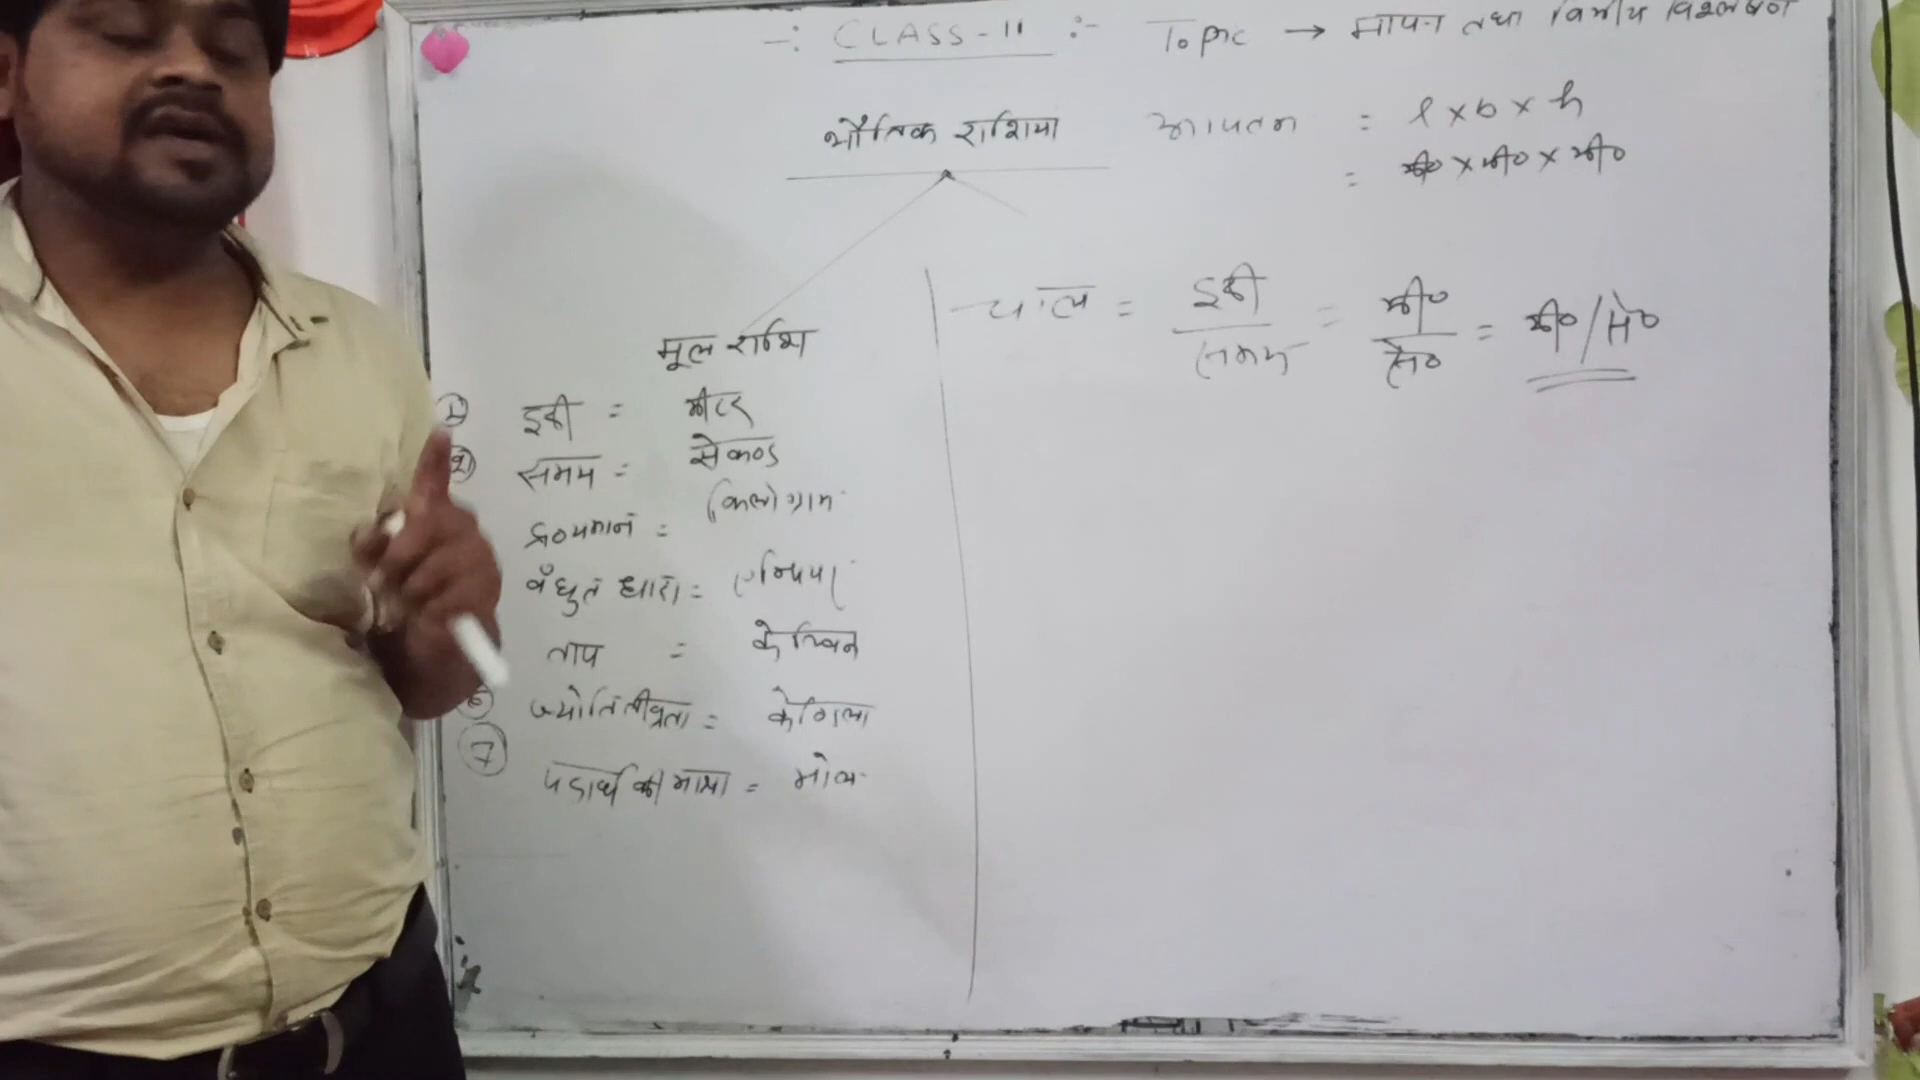 -: CLASS-11 :- Topic → मापन तथा विमीय विश्लेषण
भौतिक राशिया
आयतन = l x b x h
= मी० x मी० x मी०
चाल = दूरी / समय = मी० / से० = मी०/से०
मूल राशि
① दूरी = मीटर
② समय = सेकण्ड
द्रव्यमान = किलोग्राम
वैधुत धारा = एम्पियर
ताप = केल्विन
⑥ ज्योति तीव्रता = केण्डिला
⑦ पदार्थ की मात्रा = मोल